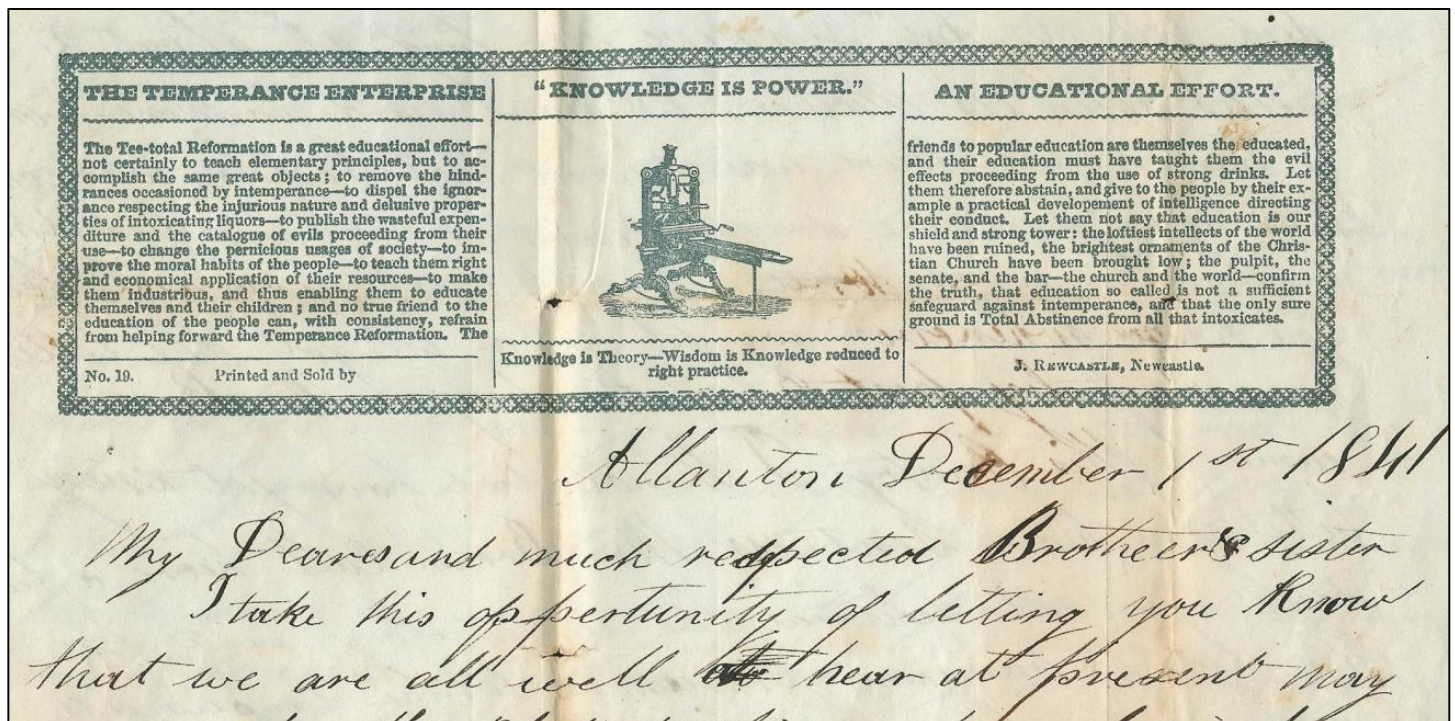 THE TEMPERANCE ENTERPRISE
The Tee-total Reformation is a great educational effort—
not certainly to teach elementary principles, but to ac-
complish the same great objects; to remove the hind-
rances occasioned by intemperance—to dispel the ignor-
ance respecting the injurious nature and delusive proper-
ties of intoxicating liquors—to publish the wasteful expen-
diture and the catalogue of evils proceeding from their
use—to change the pernicious usages of society—to im-
prove the moral habits of the people—to teach them right
and economical application of their resources—to make
them industrious, and thus enabling them to educate
themselves and their children; and no true friend to the
education of the people can, with consistency, refrain
from helping forward the Temperance Reformation. The
No. 19. Printed and Sold by
"KNOWLEDGE IS POWER."
Knowledge is Theory—Wisdom is Knowledge reduced to
right practice.
AN EDUCATIONAL EFFORT.
friends to popular education are themselves the educated,
and their education must have taught them the evil
effects proceeding from the use of strong drinks. Let
them therefore abstain, and give to the people by their ex-
ample a practical developement of intelligence directing
their conduct. Let them not say that education is our
shield and strong tower: the loftiest intellects of the world
have been ruined, the brightest ornaments of the Chris-
tian Church have been brought low; the pulpit, the
senate, and the bar—the church and the world—confirm
the truth, that education so called is not a sufficient
safeguard against intemperance, and that the only sure
ground is Total Abstinence from all that intoxicates.
J. REWCASTLE, Newcastle.
Allanton December 1st 1841
My Deares and much respected Brotheer & sister
I take this oppertunity of letting you Know
that we are all well hear at present may